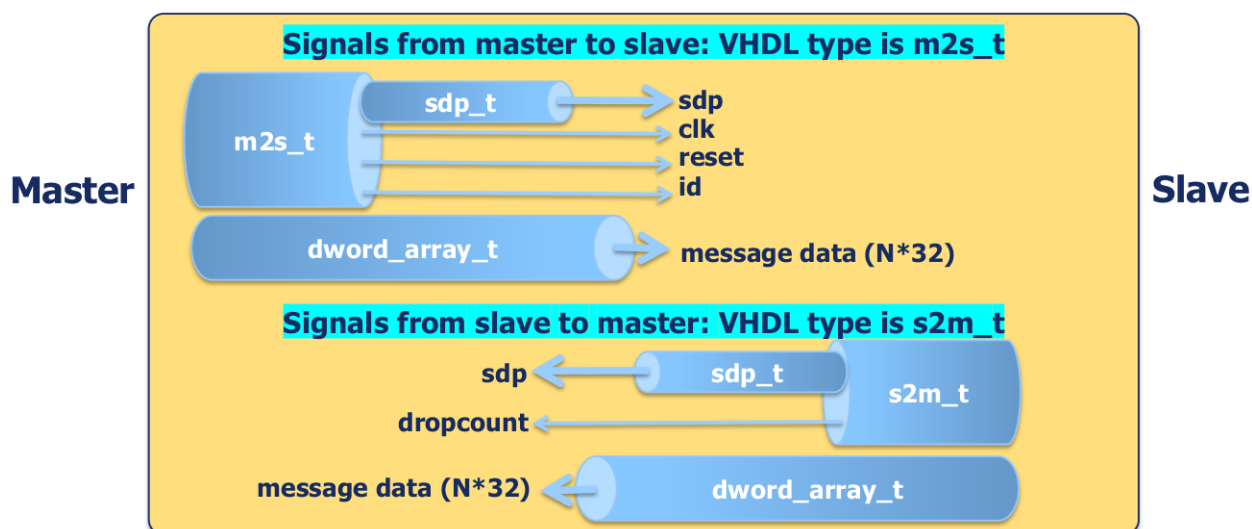 Signals from master to slave: VHDL type is m2s_t
sdp_t
sdp
clk
m2s_t
reset
id
Master
Slave
dword_array_t
message data (N*32)
Signals from slave to master: VHDL type is s2m_t
sdp
sdp_t
s2m_t
dropcount
message data (N*32)
dword_array_t